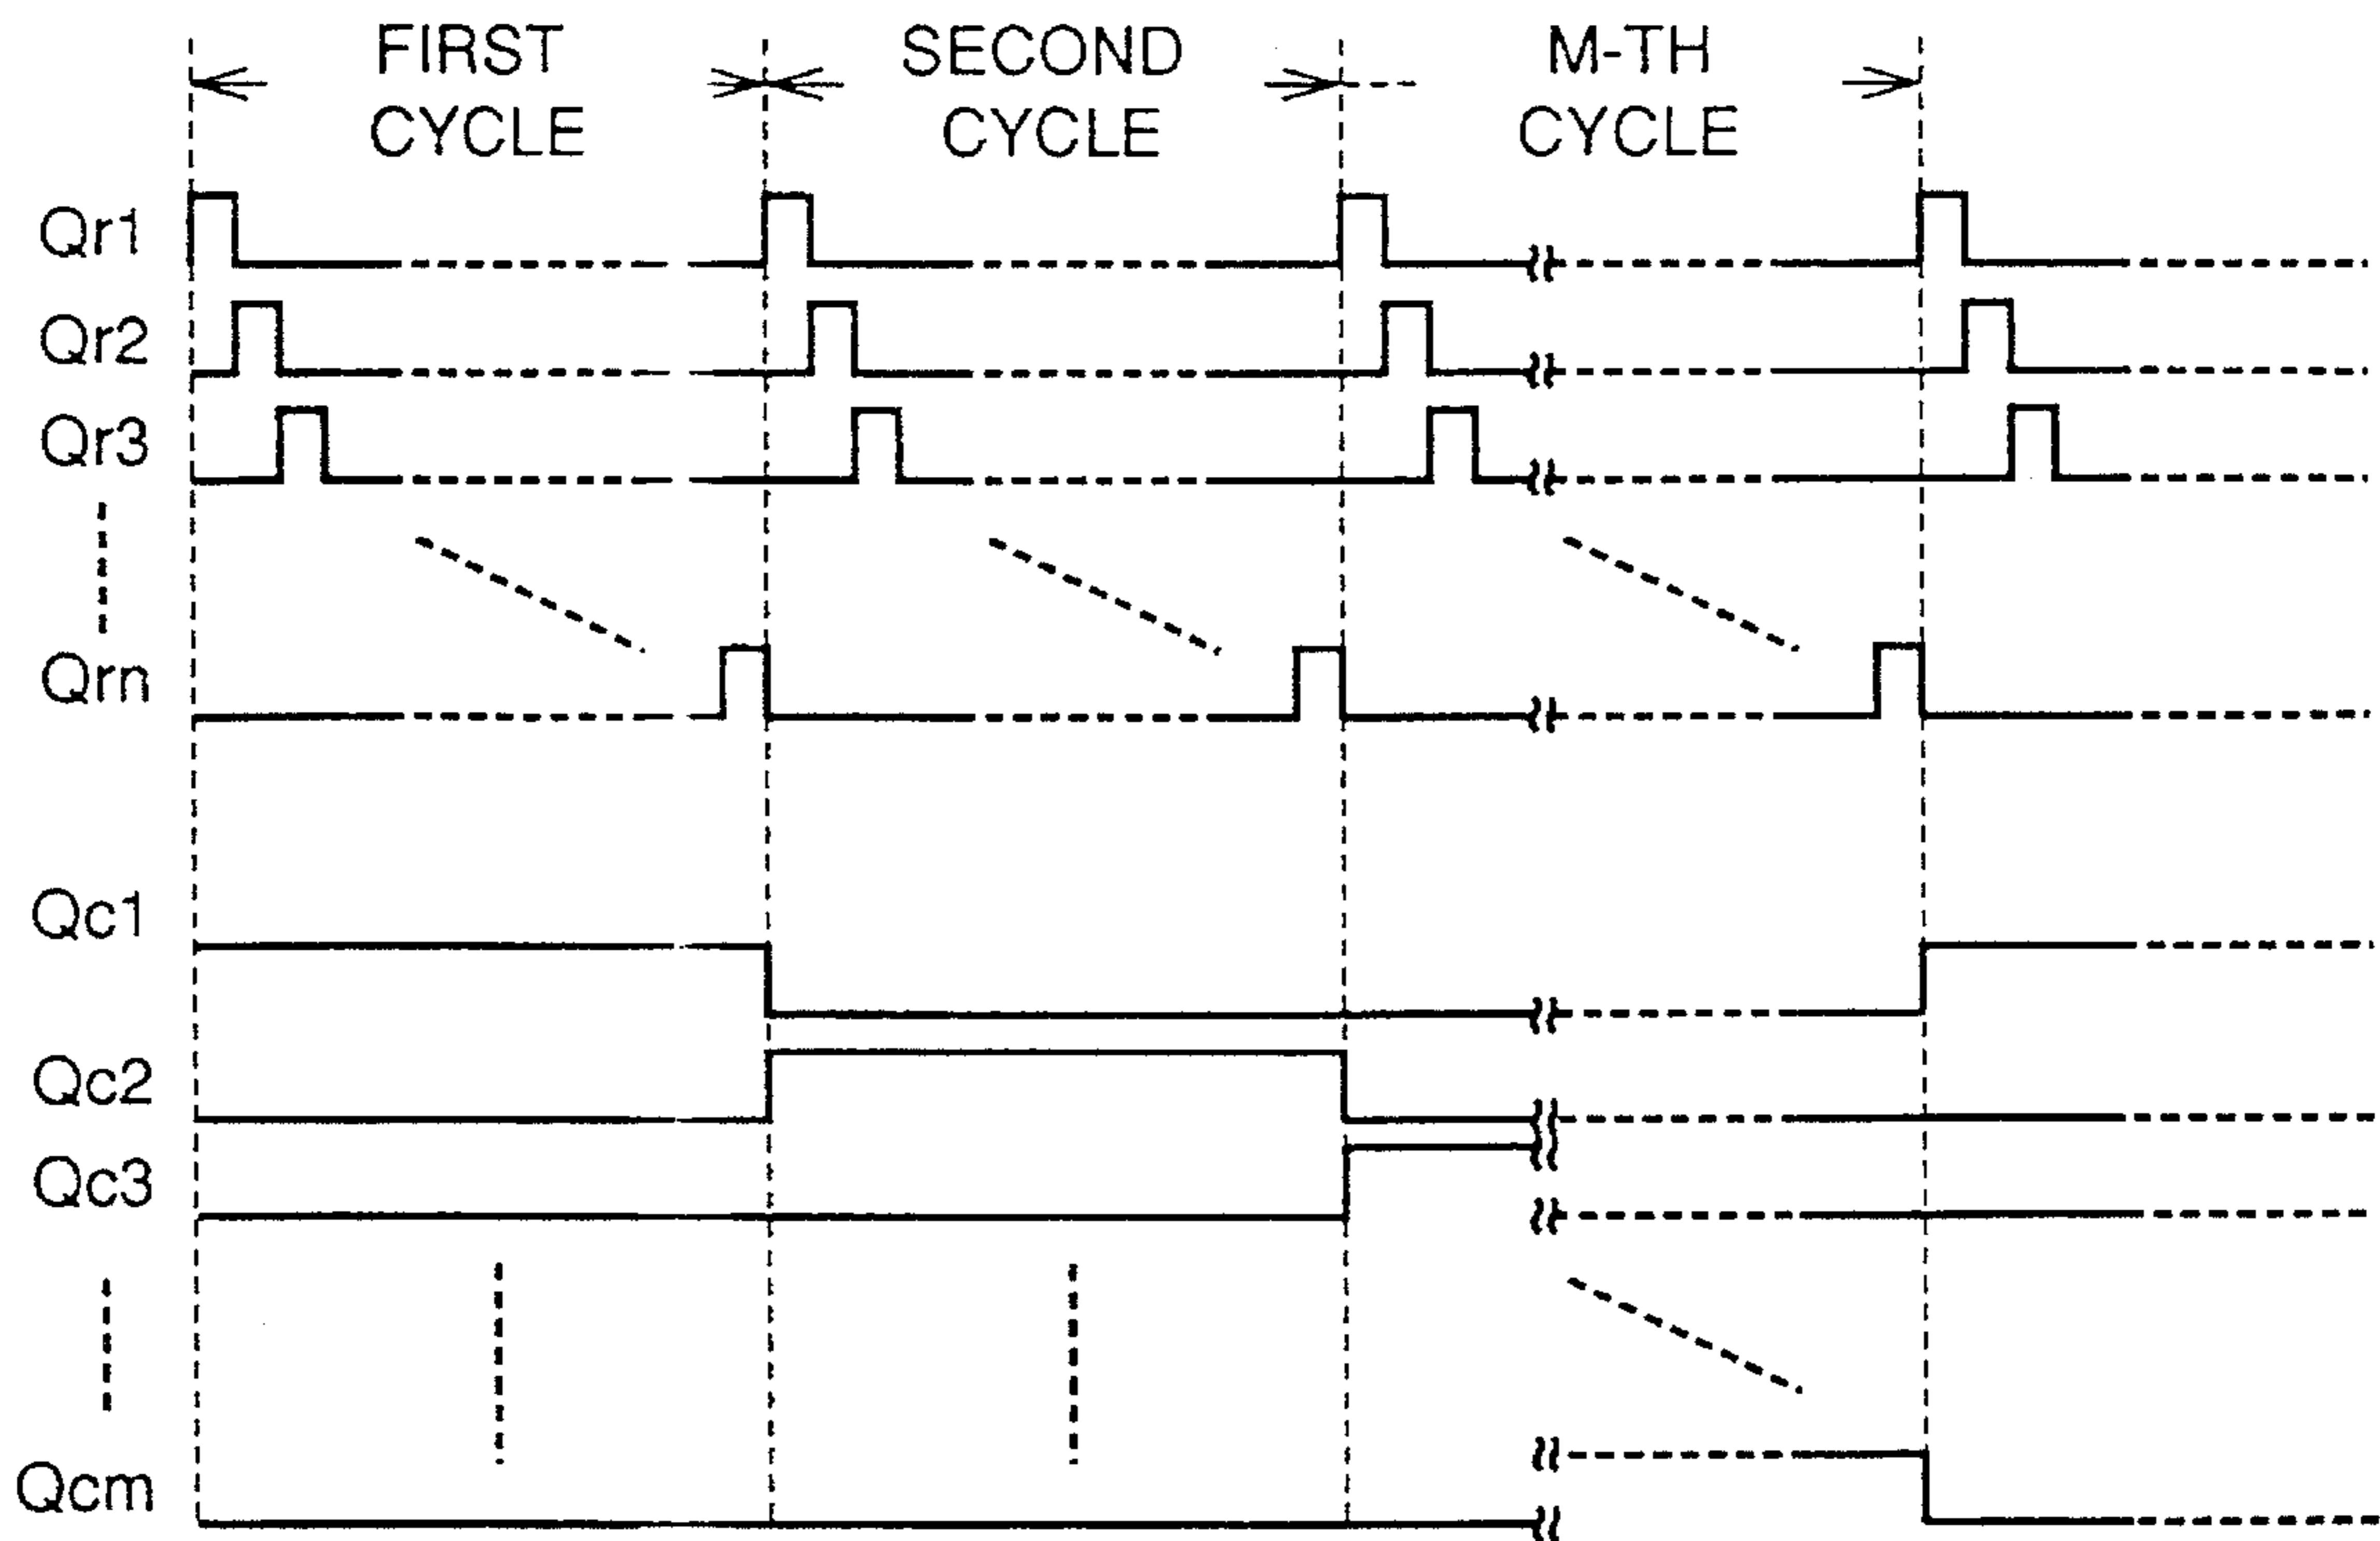 FIRST
CYCLE
SECOND
CYCLE
M-TH
CYCLE
Qr1
Qr2
Qr3
Qrn
Qc1
Qc2
Qc3
Qcm